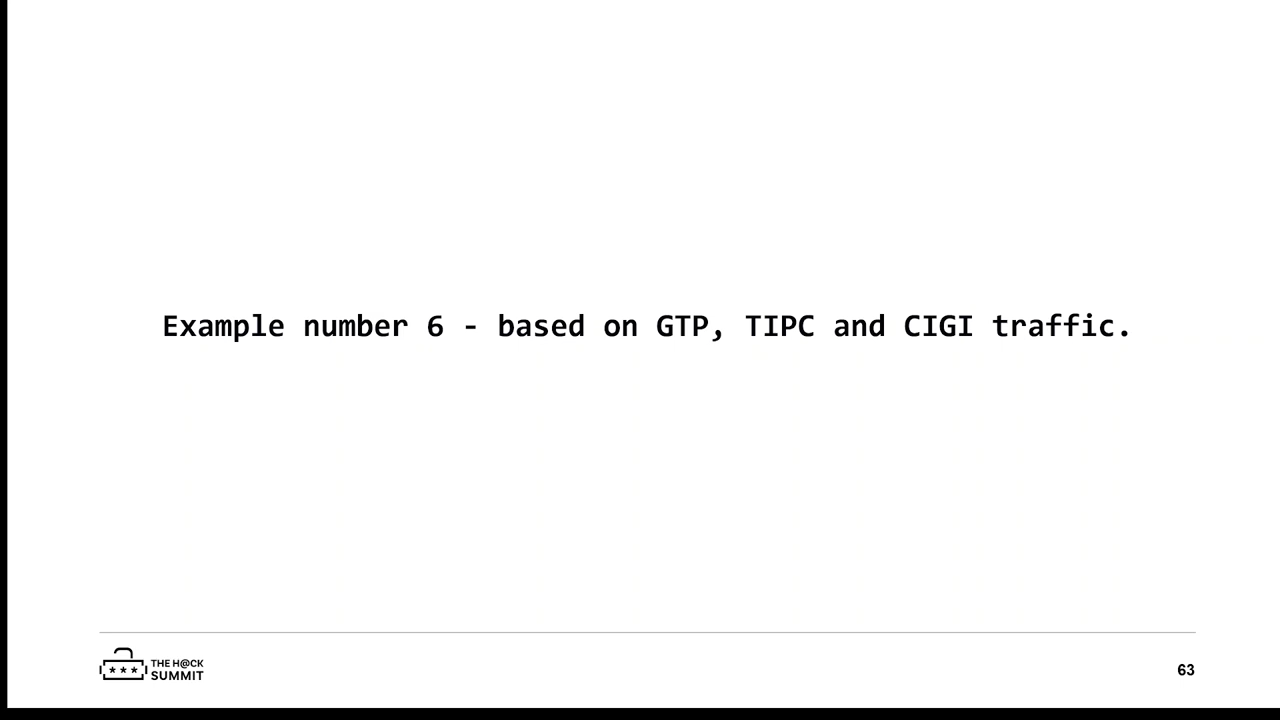 Example number 6 - based on GTP, TIPC and CIGI traffic.
THE H@CK
SUMMIT
63